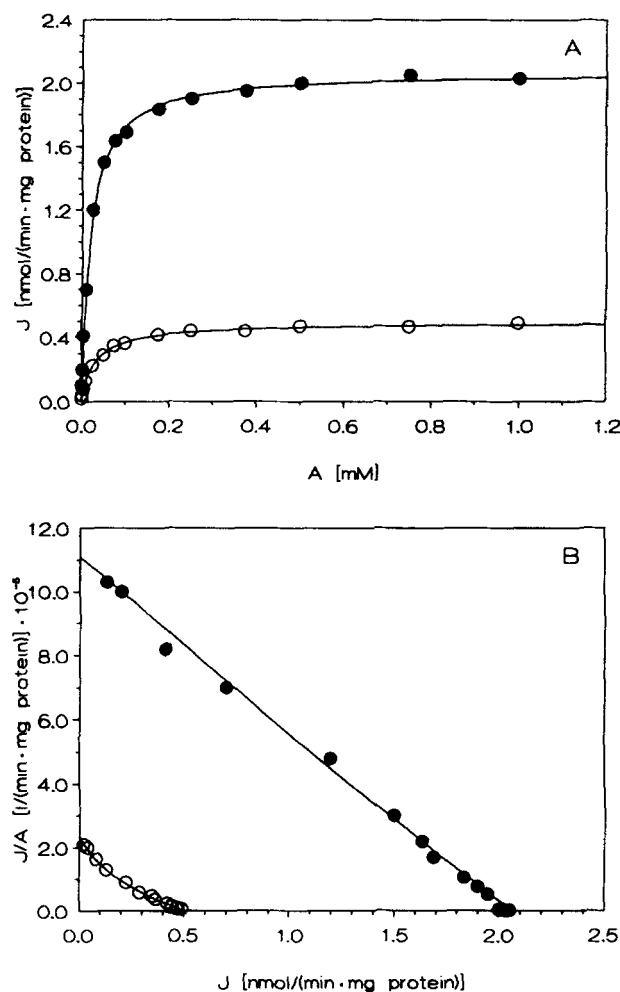 A
2.4
2.0
1.6
1.2
0.8
0.4
0.0
J [nmol/(min·mg protein)]
0.0 0.2 0.4 0.6 0.8 1.0 1.2
A [mM]
B
12.0
10.0
8.0
6.0
4.0
2.0
0.0
J/A [l/(min·mg protein)]·10⁻⁶
0.0 0.5 1.0 1.5 2.0 2.5
J [nmol/(min·mg protein)]